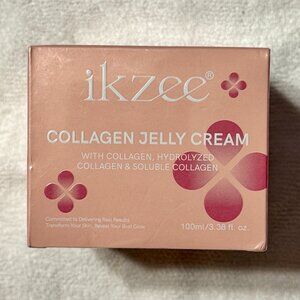 ikzee®
COLLAGEN JELLY CREAM
WITH COLLAGEN, HYDROLYZED
COLLAGEN & SOLUBLE COLLAGEN
Committed to Delivering Real Results
Transform Your Skin, Reveal Your Best Glow
100ml/3.38 fl. oz.